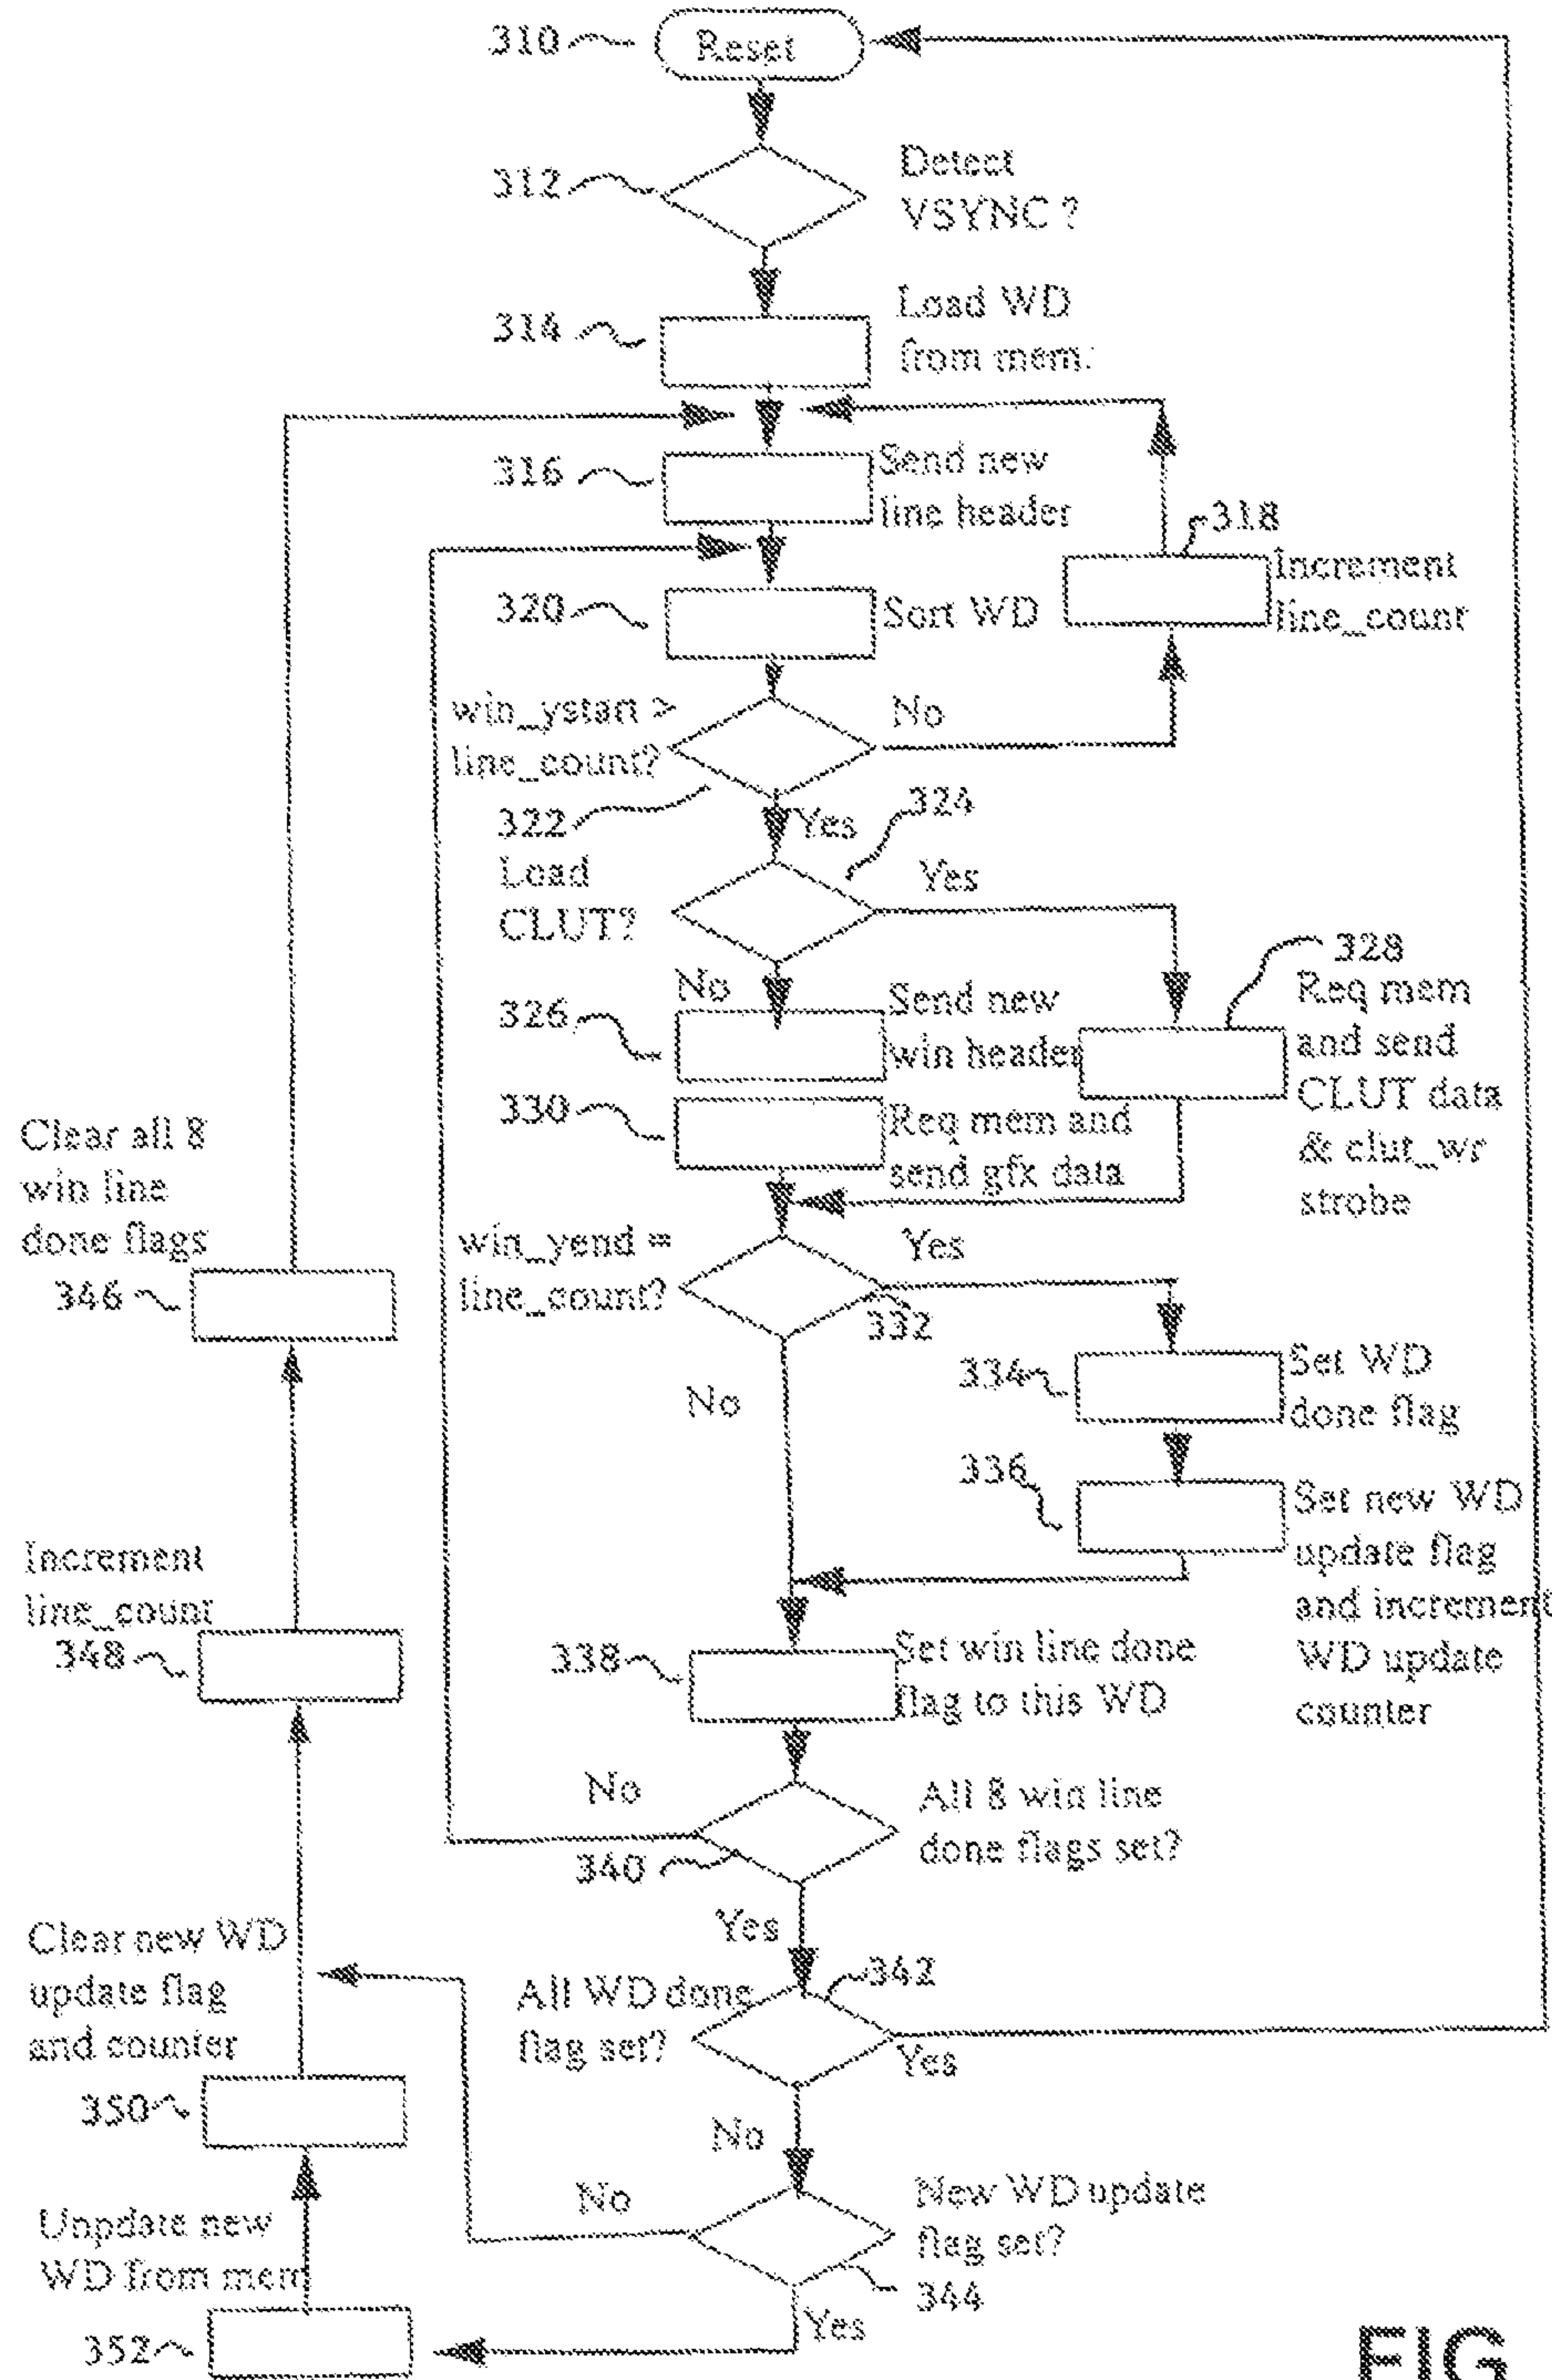 310
Reset
312
Detect
VSYNC ?
314
Load WD
from mem.
316
Send new
line header
318
Increment
line_count
320
Sort WD
win_ystart >
line_count?
No
322
Yes
324
Load
CLUT?
Yes
No
326
Send new
win header
328
Req mem
and send
CLUT data
& clut_wr
strobe
330
Req mem and
send gfx data
Clear all 8
win line
done flags
346
win_yend =
line_count?
Yes
332
No
334
Set WD
done flag
336
Set new WD
update flag
and increment
WD update
counter
Increment
line_count
348
338
Set win line done
flag to this WD
No
All 8 win line
done flags set?
340
Yes
Clear new WD
update flag
and counter
350
All WD done
flag set?
342
Yes
No
New WD update
flag set?
No
344
Yes
Unpdate new
WD from mem
352
FIG